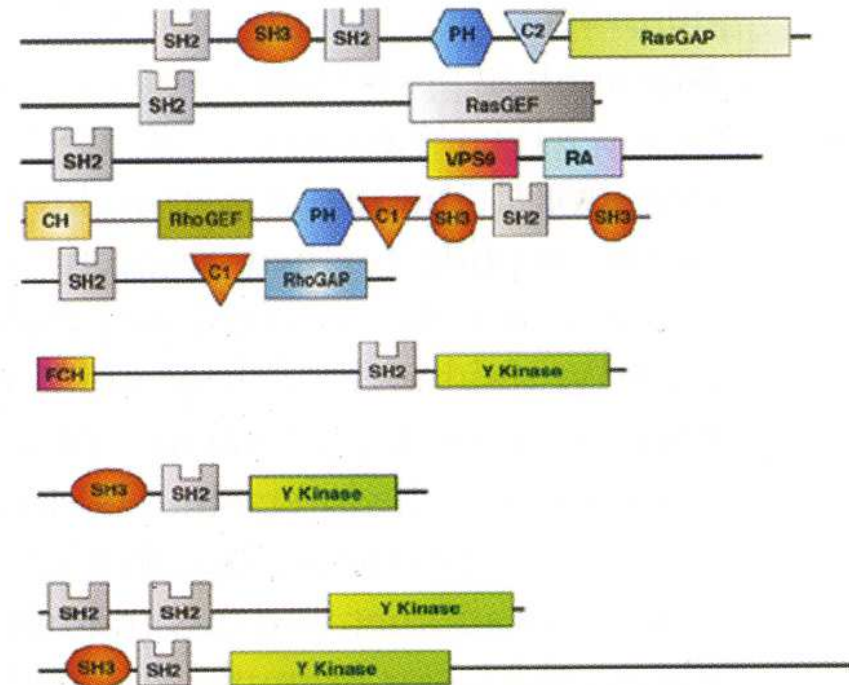 SH2 SH3 SH2 PH C2 RasGAP
SH2 RasGEF
SH2 VPS9 RA
CH RhoGEF PH C1 SH3 SH2 SH3
SH2 C1 RhoGAP
FCH SH2 Y Kinase
SH3 SH2 Y Kinase
SH2 SH2 Y Kinase
SH3 SH2 Y Kinase